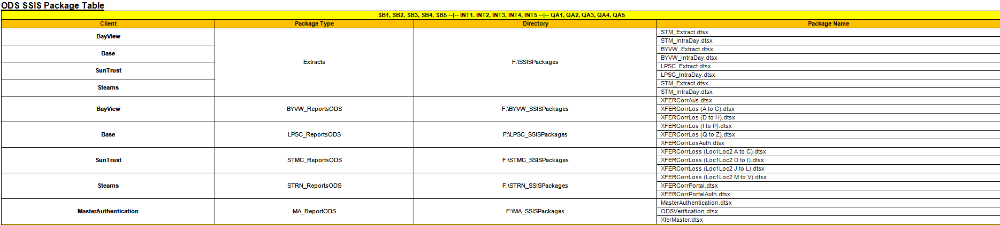 ODS SSIS Package Table
SB1, SB2, SB3, SB4, SB5 --|-- INT1. INT2, INT3, INT4, INT5 --|-- QA1, QA2, QA3, QA4, QA5
Client Package Type Directory Package Name
BayView
Base
SunTrust
Stearns
Extracts
F:\SSISPackages
STM_Extract.dtsx
STM_IntraDay.dtsx
BYVW_Extract.dtsx
BYVW_IntraDay.dtsx
LPSC_Extract.dtsx
LPSC_IntraDay.dtsx
STM_Extract.dtsx
STM_IntraDay.dtsx
BayView BYVW_ReportsODS F:\BYVW_SSISPackages
XFERCorrAus.dtsx
XFERCorrLos (A to C).dtsx
XFERCorrLos (D to H).dtsx
Base LPSC_ReportsODS F:\LPSC_SSISPackages
XFERCorrLos (I to P).dtsx
XFERCorrLos (Q to Z).dtsx
XFERCorrLosAuth.dtsx
SunTrust STMC_ReportsODS F:\STMC_SSISPackages
XFERCorrLoss (Loc1Loc2 A to C).dtsx
XFERCorrLoss (Loc1Loc2 D to I).dtsx
XFERCorrLoss (Loc1Loc2 J to L).dtsx
Stearns STRN_ReportsODS F:\STRN_SSISPackages
XFERCorrLoss (Loc1Loc2 M to V).dtsx
XFERCorrPortal.dtsx
XFERCorrPortalAuth.dtsx
MasterAuthentication MA_ReportODS F:\MA_SSISPackages
MasterAuthentication.dtsx
ODSVerification.dtsx
XferMaster.dtsx